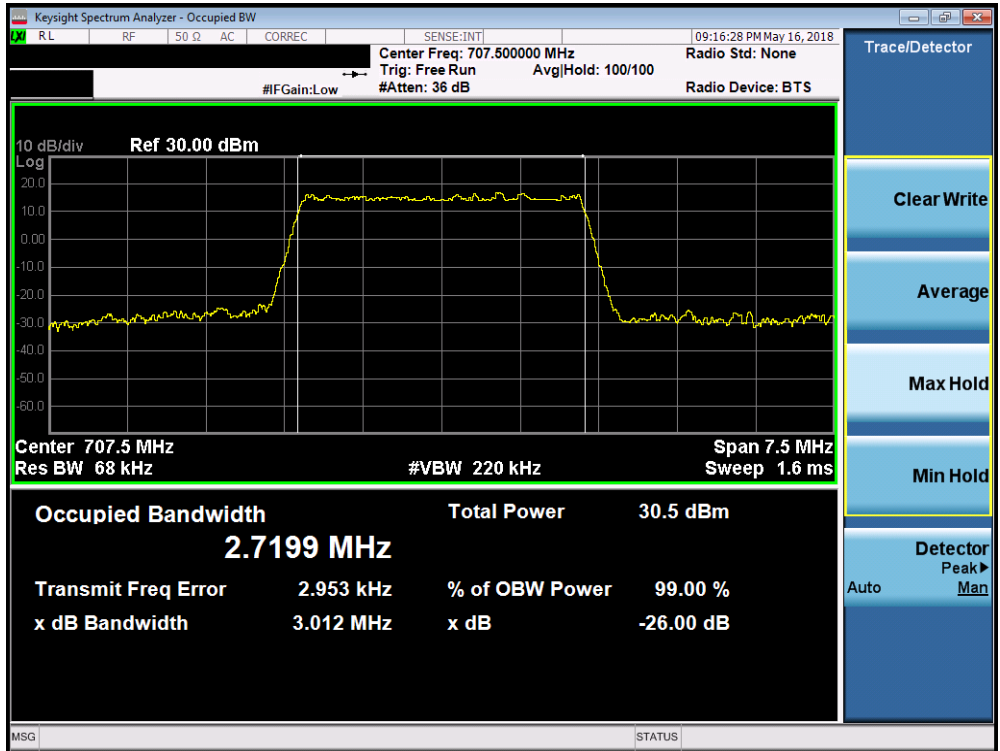 Keysight Spectrum Analyzer - Occupied BW
LXI RL RF 50 Ω AC CORREC SENSE:INT 09:16:28 PM May 16, 2018
Center Freq: 707.500000 MHz Radio Std: None
Trig: Free Run Avg|Hold: 100/100
#IFGain:Low #Atten: 36 dB Radio Device: BTS
Trace/Detector
10 dB/div Ref 30.00 dBm
Log
20.0
10.0
0.00
-10.0
-20.0
-30.0
-40.0
-50.0
-60.0
Center 707.5 MHz Span 7.5 MHz
Res BW 68 kHz #VBW 220 kHz Sweep 1.6 ms
Occupied Bandwidth Total Power 30.5 dBm
2.7199 MHz
Transmit Freq Error 2.953 kHz % of OBW Power 99.00 %
x dB Bandwidth 3.012 MHz x dB -26.00 dB
Clear Write
Average
Max Hold
Min Hold
Detector
Peak▶
Auto Man
MSG STATUS